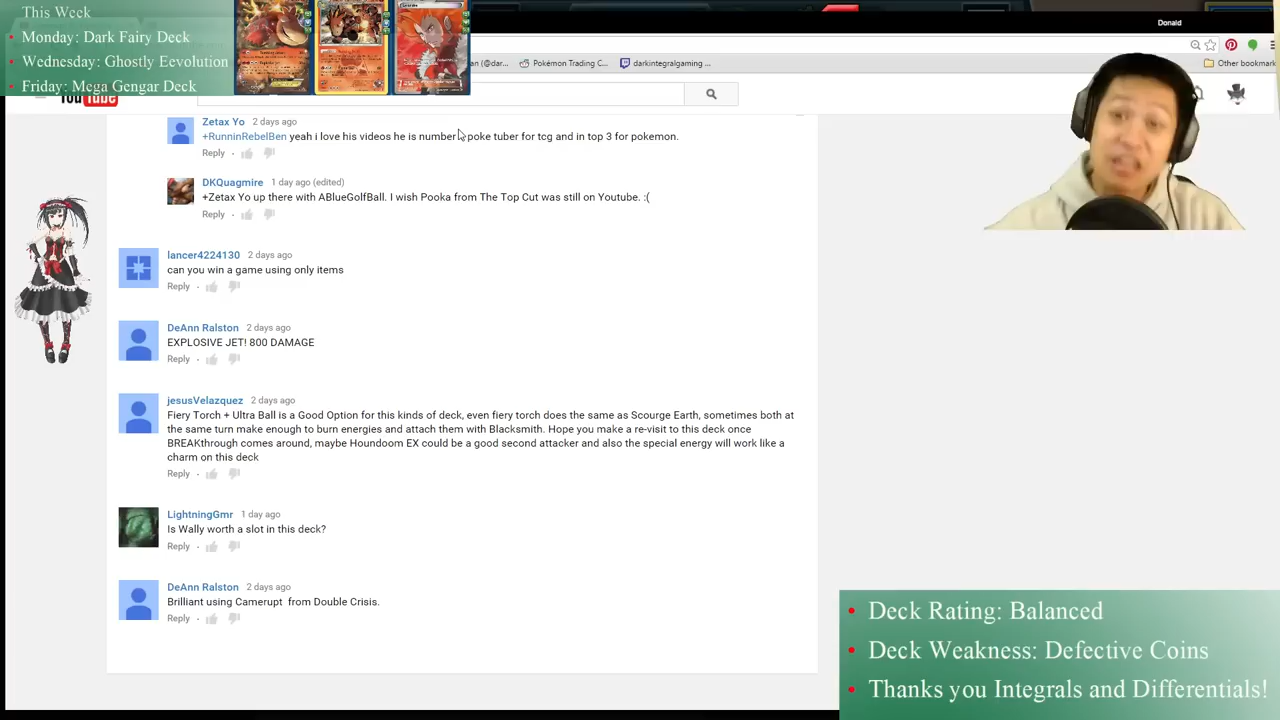 This Week
Monday: Dark Fairy Deck
Wednesday: Ghostly Eevolution
Friday: Mega Gengar Deck
Donald
Pokémon Trading C...
darkintegralgaming ...
Other bookmark
YouTube
Zetax Yo 2 days ago
+RunninRebelBen yeah i love his videos he is number poke tuber for tcg and in top 3 for pokemon.
Reply
DKQuagmire 1 day ago (edited)
+Zetax Yo up there with ABlueGolfBall. I wish Pooka from The Top Cut was still on Youtube. :(
Reply
lancer4224130 2 days ago
can you win a game using only items
Reply
DeAnn Ralston 2 days ago
EXPLOSIVE JET! 800 DAMAGE
Reply
jesusVelazquez 2 days ago
Fiery Torch + Ultra Ball is a Good Option for this kinds of deck, even fiery torch does the same as Scourge Earth, sometimes both at
the same turn make enough to burn energies and attach them with Blacksmith. Hope you make a re-visit to this deck once
BREAKthrough comes around, maybe Houndoom EX could be a good second attacker and also the special energy will work like a
charm on this deck
Reply
LightningGmr 1 day ago
Is Wally worth a slot in this deck?
Reply
DeAnn Ralston 2 days ago
Brilliant using Camerupt from Double Crisis.
Reply
Deck Rating: Balanced
Deck Weakness: Defective Coins
Thanks you Integrals and Differentials!